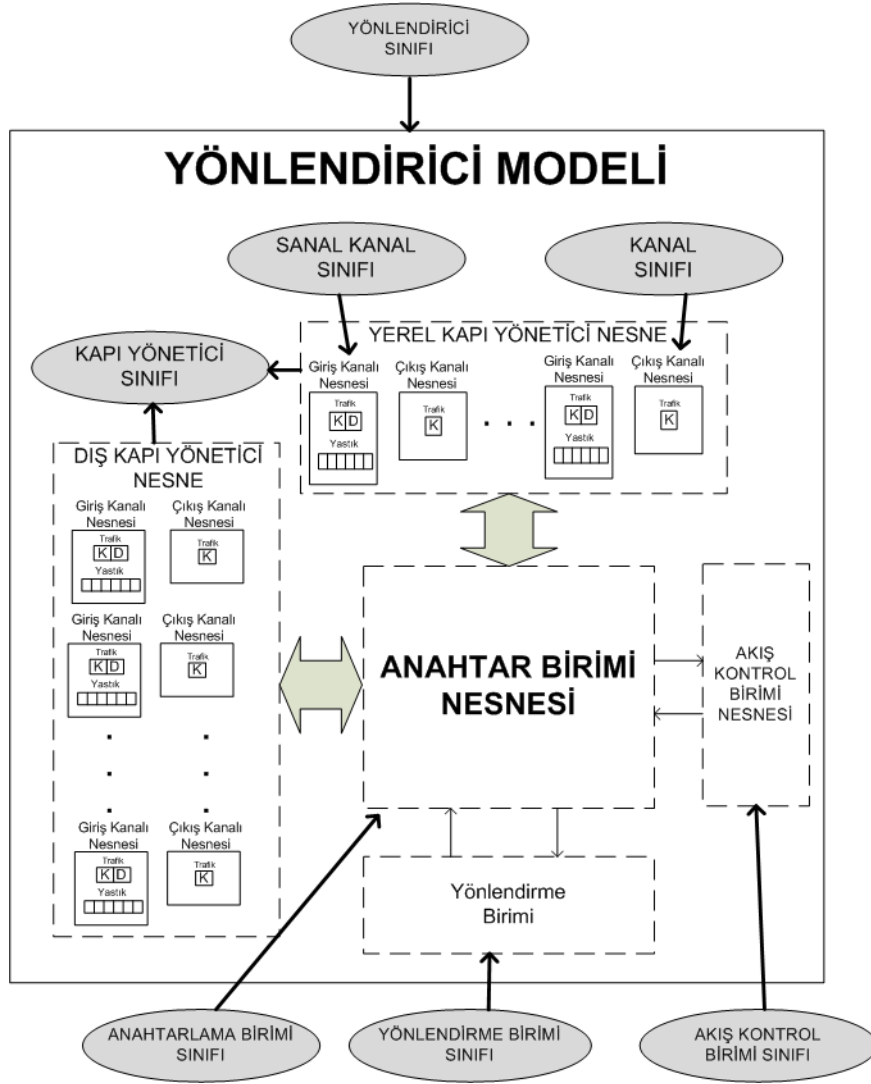 YÖNLENDİRİCİ
SINIFI
YÖNLENDİRİCİ MODELİ
SANAL KANAL
SINIFI
KANAL
SINIFI
KAPI YÖNETİCİ
SINIFI
YEREL KAPI YÖNETİCİ NESNE
Giriş Kanalı
Nesnesi
Trafik
K D
Yastık
Çıkış Kanalı
Nesnesi
Trafik
K
. . .
Giriş Kanalı
Nesnesi
Trafik
K D
Yastık
Çıkış Kanalı
Nesnesi
Trafik
K
DIŞ KAPI YÖNETİCİ
NESNE
Giriş Kanalı
Nesnesi
Trafik
K D
Yastık
Çıkış Kanalı
Nesnesi
Trafik
K
Giriş Kanalı
Nesnesi
Trafik
K D
Yastık
Çıkış Kanalı
Nesnesi
Trafik
K
. .
. .
. .
Giriş Kanalı
Nesnesi
Trafik
K D
Yastık
Çıkış Kanalı
Nesnesi
Trafik
K
ANAHTAR BİRİMİ
NESNESİ
AKIŞ
KONTROL
BİRİMİ
NESNESİ
Yönlendirme
Birimi
ANAHTARLAMA BİRİMİ
SINIFI
YÖNLENDİRME BİRİMİ
SINIFI
AKIŞ KONTROL
BİRİMİ SINIFI